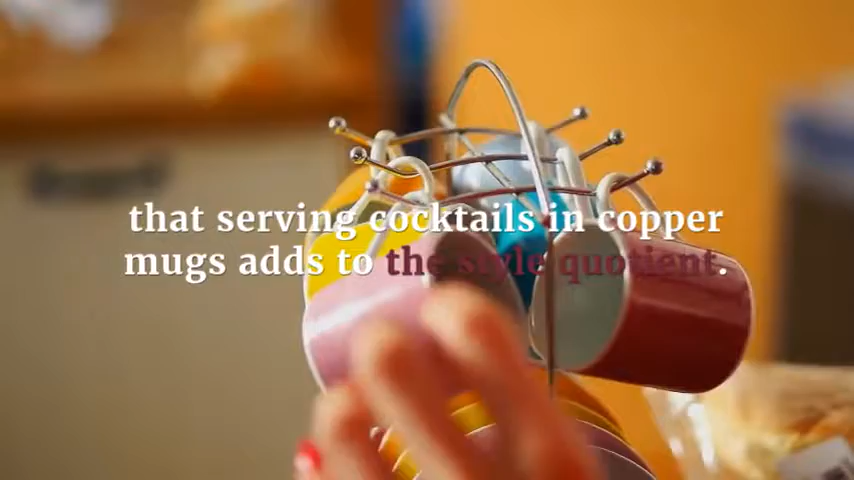 that serving cocktails in copper
mugs adds to the style quotient.